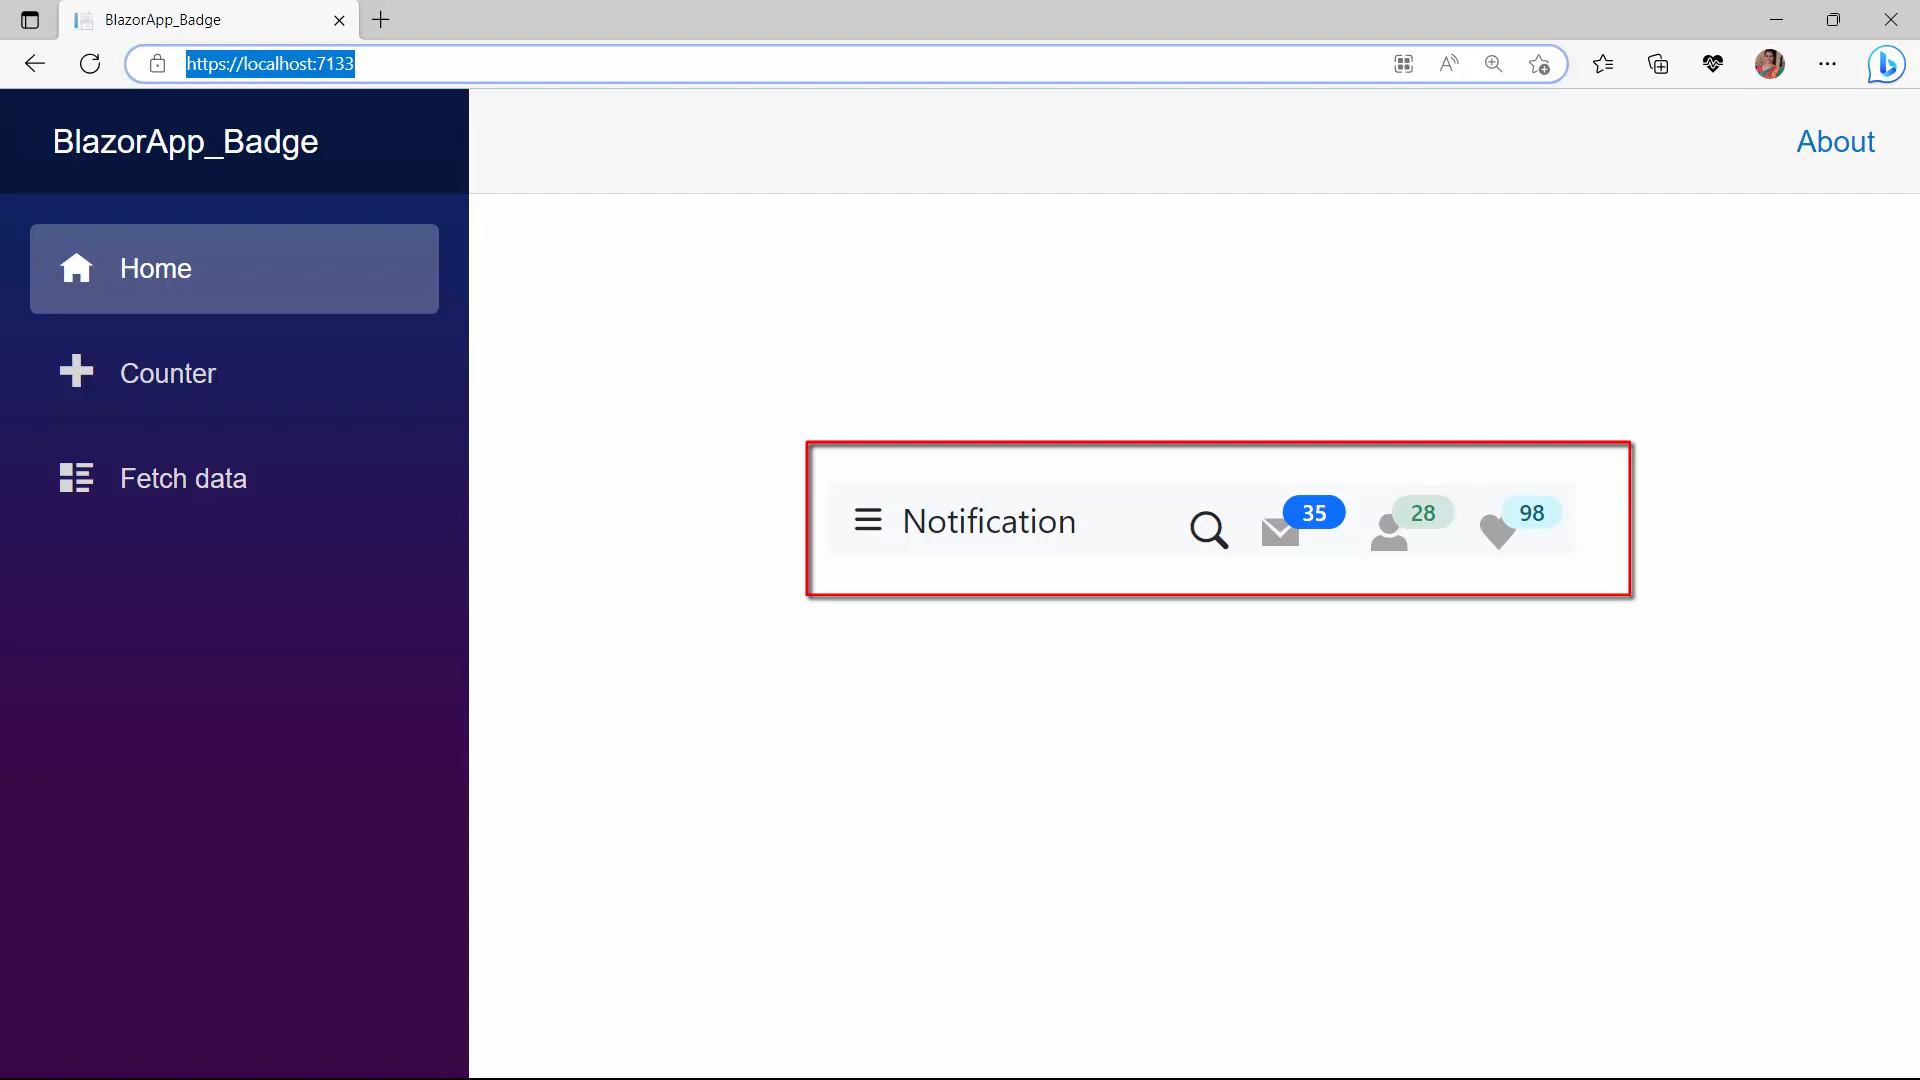 BlazorApp_Badge
https://localhost:7133
BlazorApp_Badge
About
Home
Counter
Fetch data
Notification
35
28
98